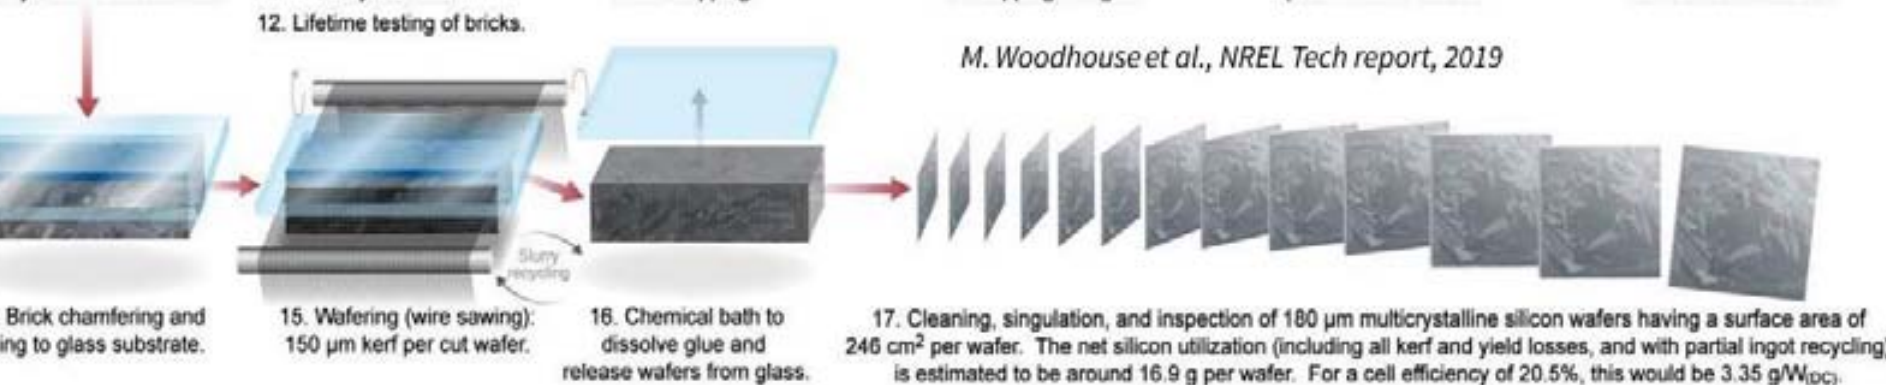 12. Lifetime testing of bricks.
M. Woodhouse et al., NREL Tech report, 2019
Slurry
recycling
Brick chamfering and
to glass substrate.
15. Wafering (wire sawing):
150 µm kerf per cut wafer.
16. Chemical bath to
dissolve glue and
release wafers from glass.
17. Cleaning, singulation, and inspection of 180 µm multicrystalline silicon wafers having a surface area of
246 cm² per wafer. The net silicon utilization (including all kerf and yield losses, and with partial ingot recycling)
is estimated to be around 16.9 g per wafer. For a cell efficiency of 20.5%, this would be 3.35 g/W(DC).